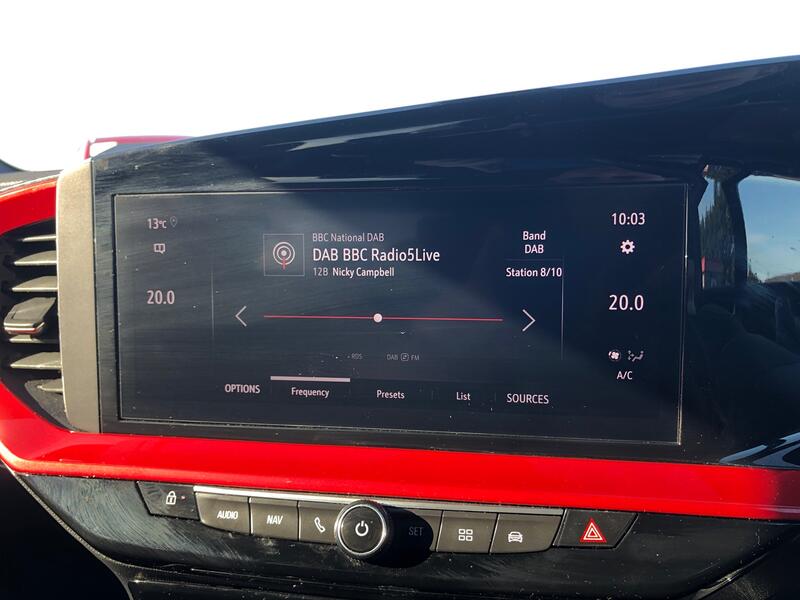 13°C
10:03
BBC National DAB
DAB BBC Radio5Live
12B Nicky Campbell
Band
DAB
Station 8/10
20.0
20.0
RDS
DAB FM
A/C
OPTIONS
Frequency
Presets
List
SOURCES
AUDIO
NAV
SET